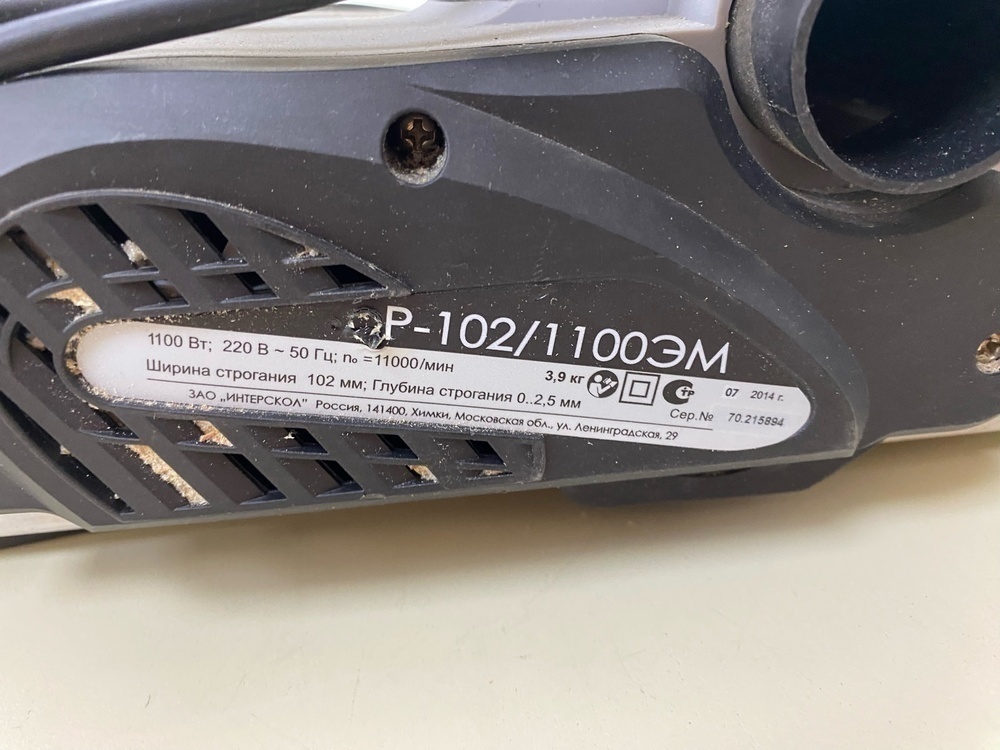 Р-102/1100ЭМ
1100 Вт; 220 В ~ 50 Гц; n₀ =11000/мин
3,9 кг
07 2014 г.
Ширина строгания 102 мм; Глубина строгания 0..2,5 мм
Сер.№ 70.215894
ЗАО „ИНТЕРСКОЛ" Россия, 141400, Химки, Московская обл., ул. Ленинградская, 29